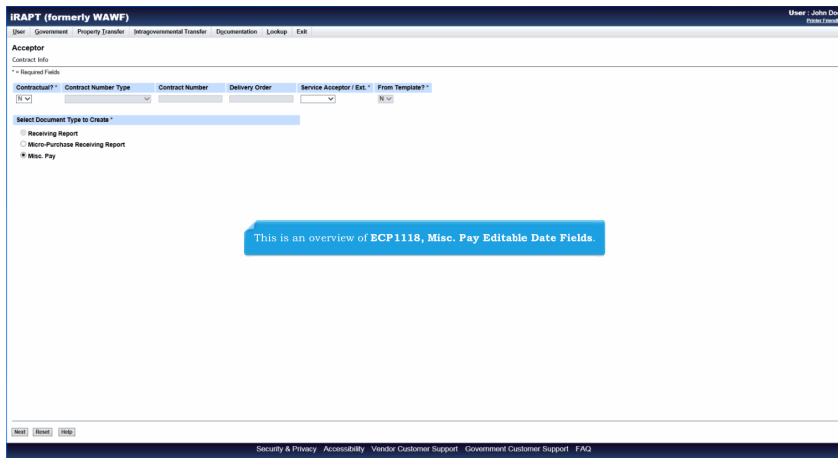 iRAPT (formerly WAWF)
User : John Do
Printer Friend
User Government Property Transfer Intragovernmental Transfer Documentation Lookup Exit
Acceptor
Contract Info
* = Required Fields
Contractual? * Contract Number Type Contract Number Delivery Order Service Acceptor / Ext. * From Template? *
N N
Select Document Type to Create *
Receiving Report
Micro-Purchase Receiving Report
Misc. Pay
This is an overview of ECP1118, Misc. Pay Editable Date Fields.
Next Reset Help
Security & Privacy Accessibility Vendor Customer Support Government Customer Support FAQ